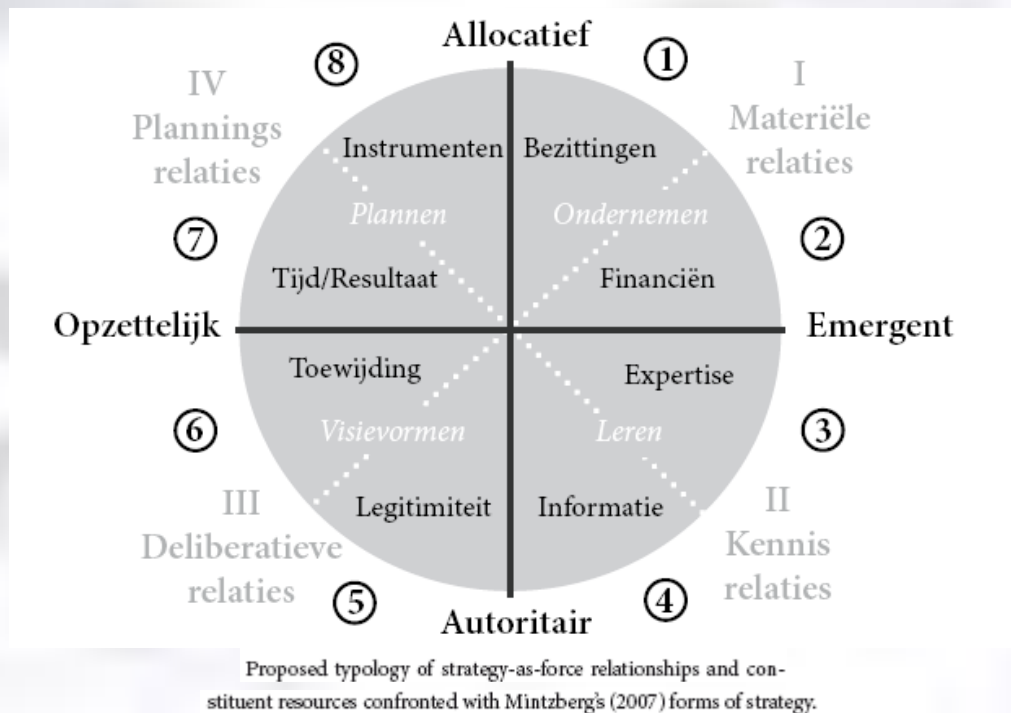 Allocatief
8
1
IV
Plannings
relaties
I
Materiële
relaties
Instrumenten
Bezittingen
Plannen
Ondernemen
7
2
Tijd/Resultaat
Financiën
Opzettelijk
Emergent
Toewijding
Expertise
6
3
Visievormen
Leren
III
Deliberatieve
relaties
II
Kennis
relaties
Legitimiteit
Informatie
5
4
Autoritair
Proposed typology of strategy-as-force relationships and con-
stituent resources confronted with Mintzberg's (2007) forms of strategy.